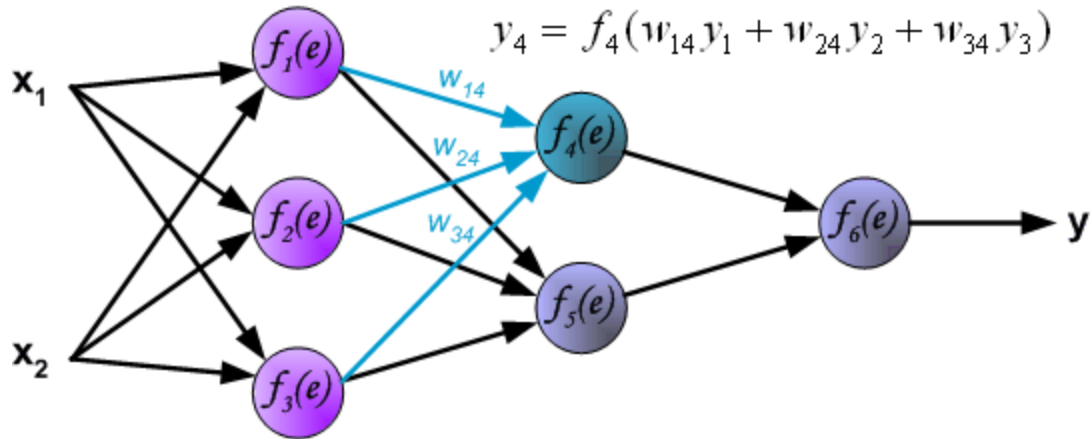 y₄ = f₄(w₁₄y₁ + w₂₄y₂ + w₃₄y₃)
x₁
f₁(e)
w₁₄
f₄(e)
w₂₄
f₂(e)
w₃₄
f₆(e)
y
f₅(e)
x₂
f₃(e)